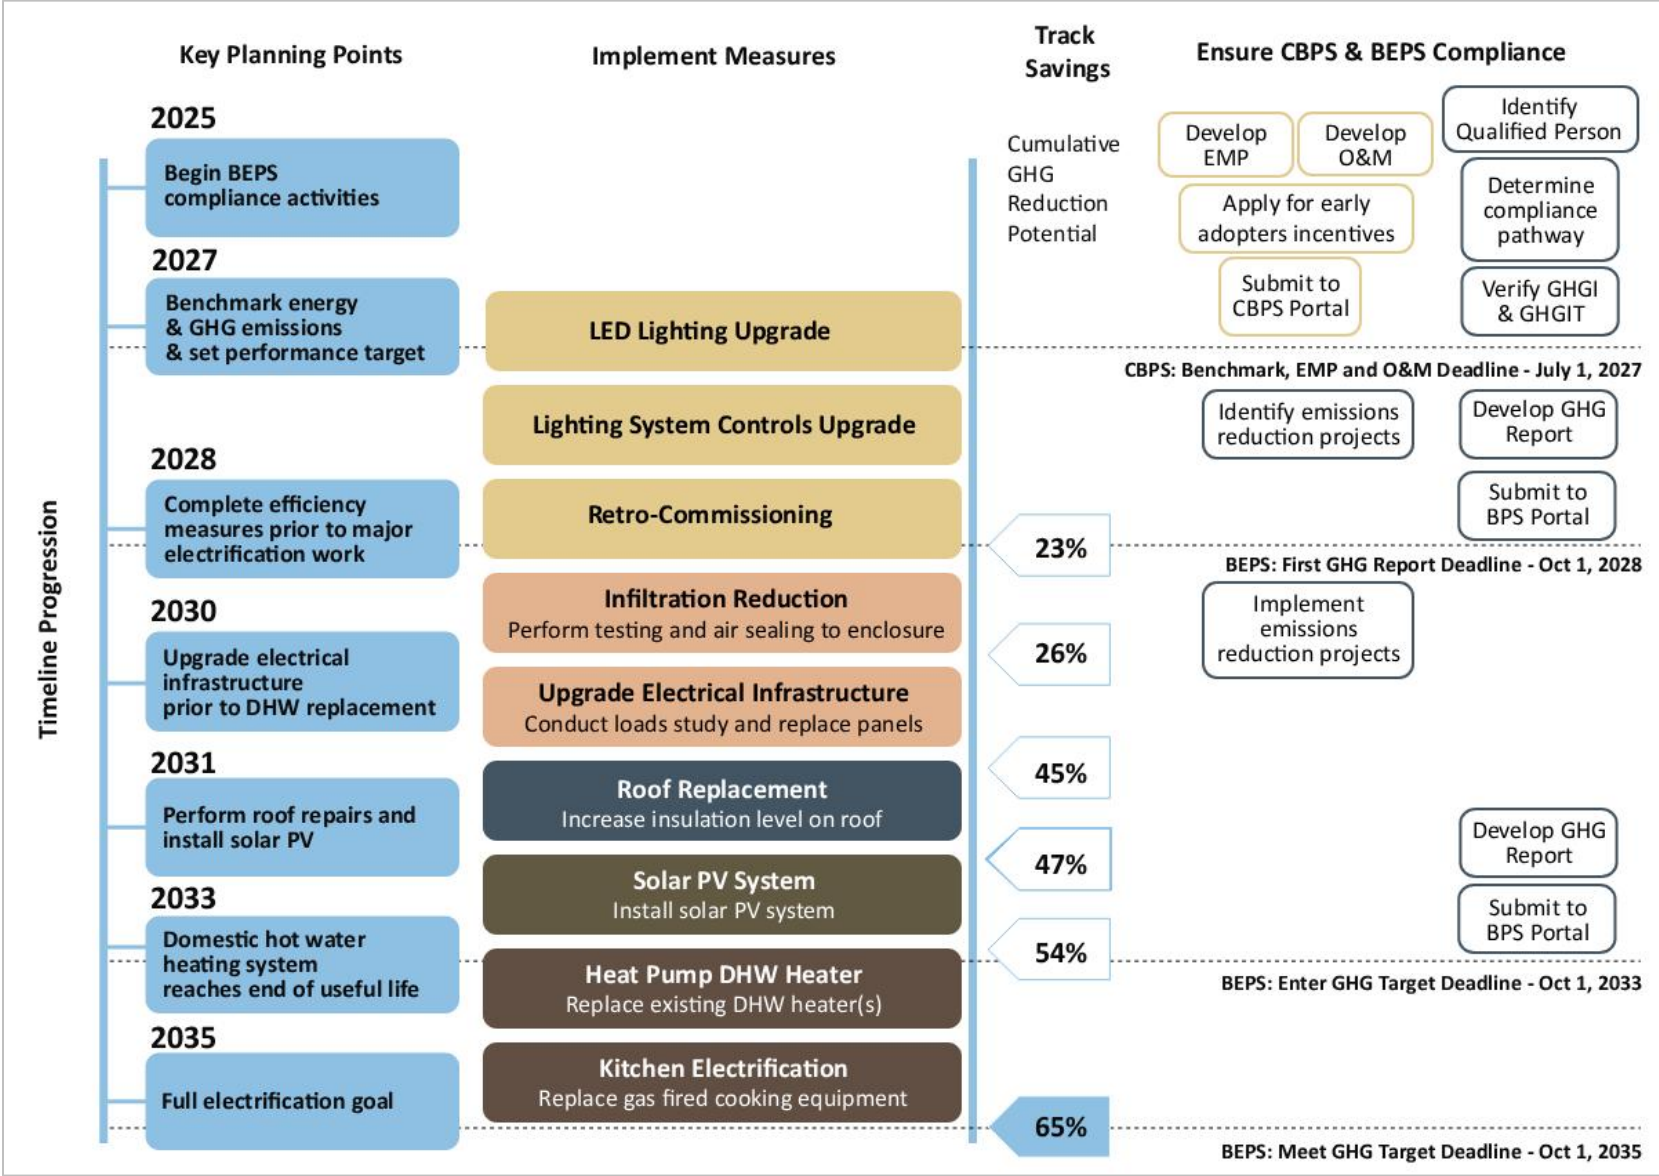 Key Planning Points
Implement Measures
Track
Savings
Ensure CBPS & BEPS Compliance
Timeline Progression
2025
Begin BEPS
compliance activities
2027
Benchmark energy
& GHG emissions
& set performance target
2028
Complete efficiency
measures prior to major
electrification work
2030
Upgrade electrical
infrastructure
prior to DHW replacement
2031
Perform roof repairs and
install solar PV
2033
Domestic hot water
heating system
reaches end of useful life
2035
Full electrification goal
LED Lighting Upgrade
Lighting System Controls Upgrade
Retro-Commissioning
Infiltration Reduction
Perform testing and air sealing to enclosure
Upgrade Electrical Infrastructure
Conduct loads study and replace panels
Roof Replacement
Increase insulation level on roof
Solar PV System
Install solar PV system
Heat Pump DHW Heater
Replace existing DHW heater(s)
Kitchen Electrification
Replace gas fired cooking equipment
Cumulative
GHG
Reduction
Potential
23%
26%
45%
47%
54%
65%
Develop
EMP
Develop
O&M
Identify
Qualified Person
Apply for early
adopters incentives
Determine
compliance
pathway
Submit to
CBPS Portal
Verify GHGI
& GHGIT
CBPS: Benchmark, EMP and O&M Deadline - July 1, 2027
Identify emissions
reduction projects
Develop GHG
Report
Submit to
BPS Portal
BEPS: First GHG Report Deadline - Oct 1, 2028
Implement
emissions
reduction projects
Develop GHG
Report
Submit to
BPS Portal
BEPS: Enter GHG Target Deadline - Oct 1, 2033
BEPS: Meet GHG Target Deadline - Oct 1, 2035